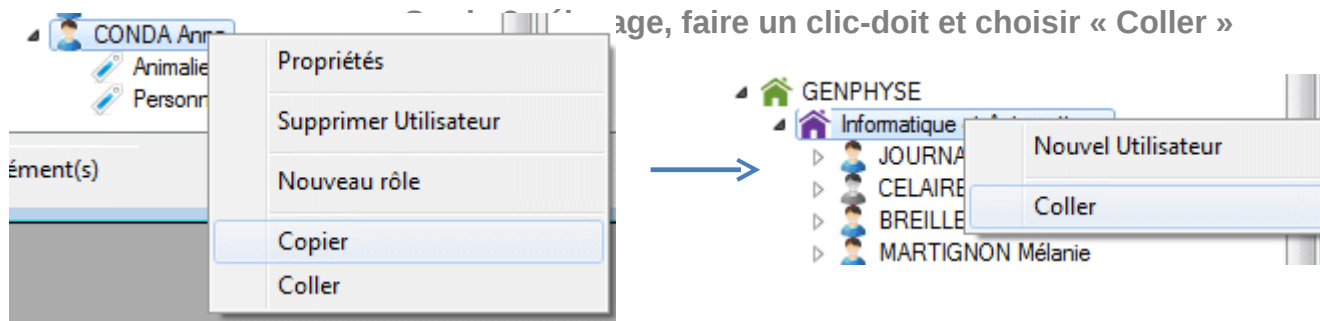 age, faire un clic-doit et choisir « Coller »
CONDA Anne
Animalie
Personn
ément(s)
Propriétés
Supprimer Utilisateur
Nouveau rôle
Copier
Coller
GENPHYSE
Informatique
JOURNA
CELAIRE
BREILLE
MARTIGNON Mélanie
Nouvel Utilisateur
Coller